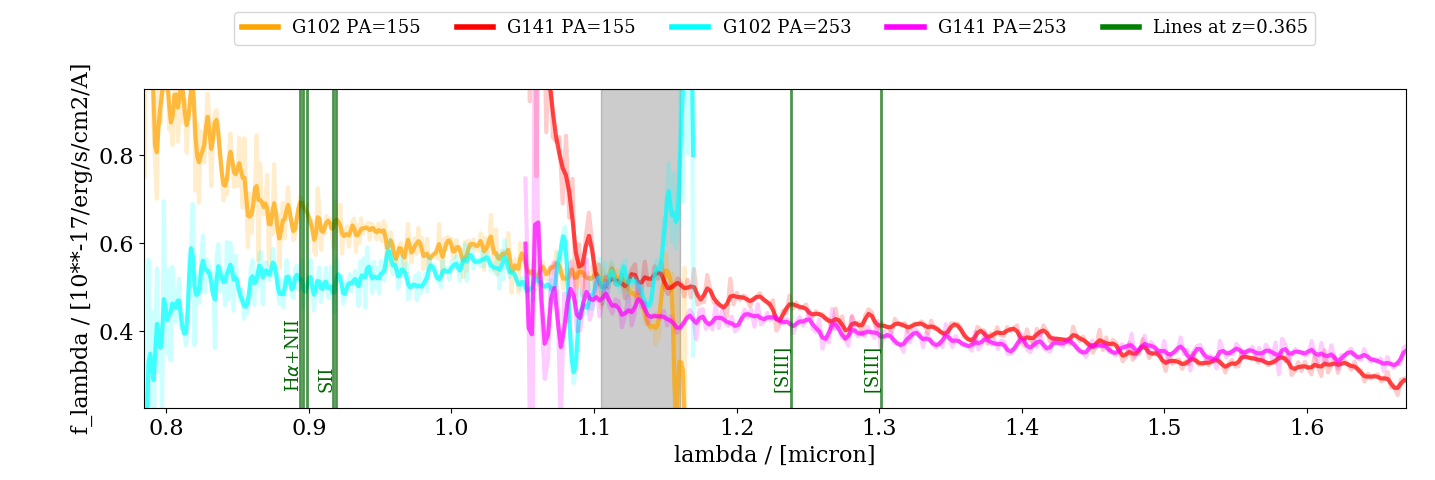 G102 PA=155 G141 PA=155 G102 PA=253 G141 PA=253 Lines at z=0.365
f_lambda / [10**-17/erg/s/cm2/A]
0.8
0.6
0.4
Hα+NII
SII
[SIII]
[SIII]
0.8 0.9 1.0 1.1 1.2 1.3 1.4 1.5 1.6
lambda / [micron]